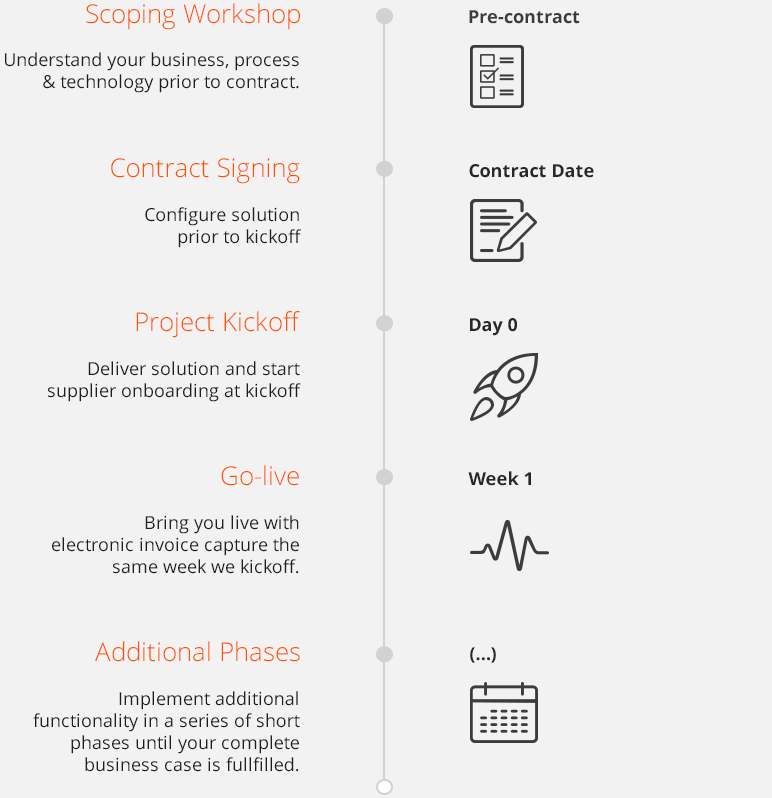 Scoping Workshop
Pre-contract
Understand your business, process
& technology prior to contract.
Contract Signing
Contract Date
Configure solution
prior to kickoff
Project Kickoff
Day 0
Deliver solution and start
supplier onboarding at kickoff
Go-live
Week 1
Bring you live with
electronic invoice capture the
same week we kickoff.
Additional Phases
(...)
Implement additional
functionality in a series of short
phases until your complete
business case is fullfilled.